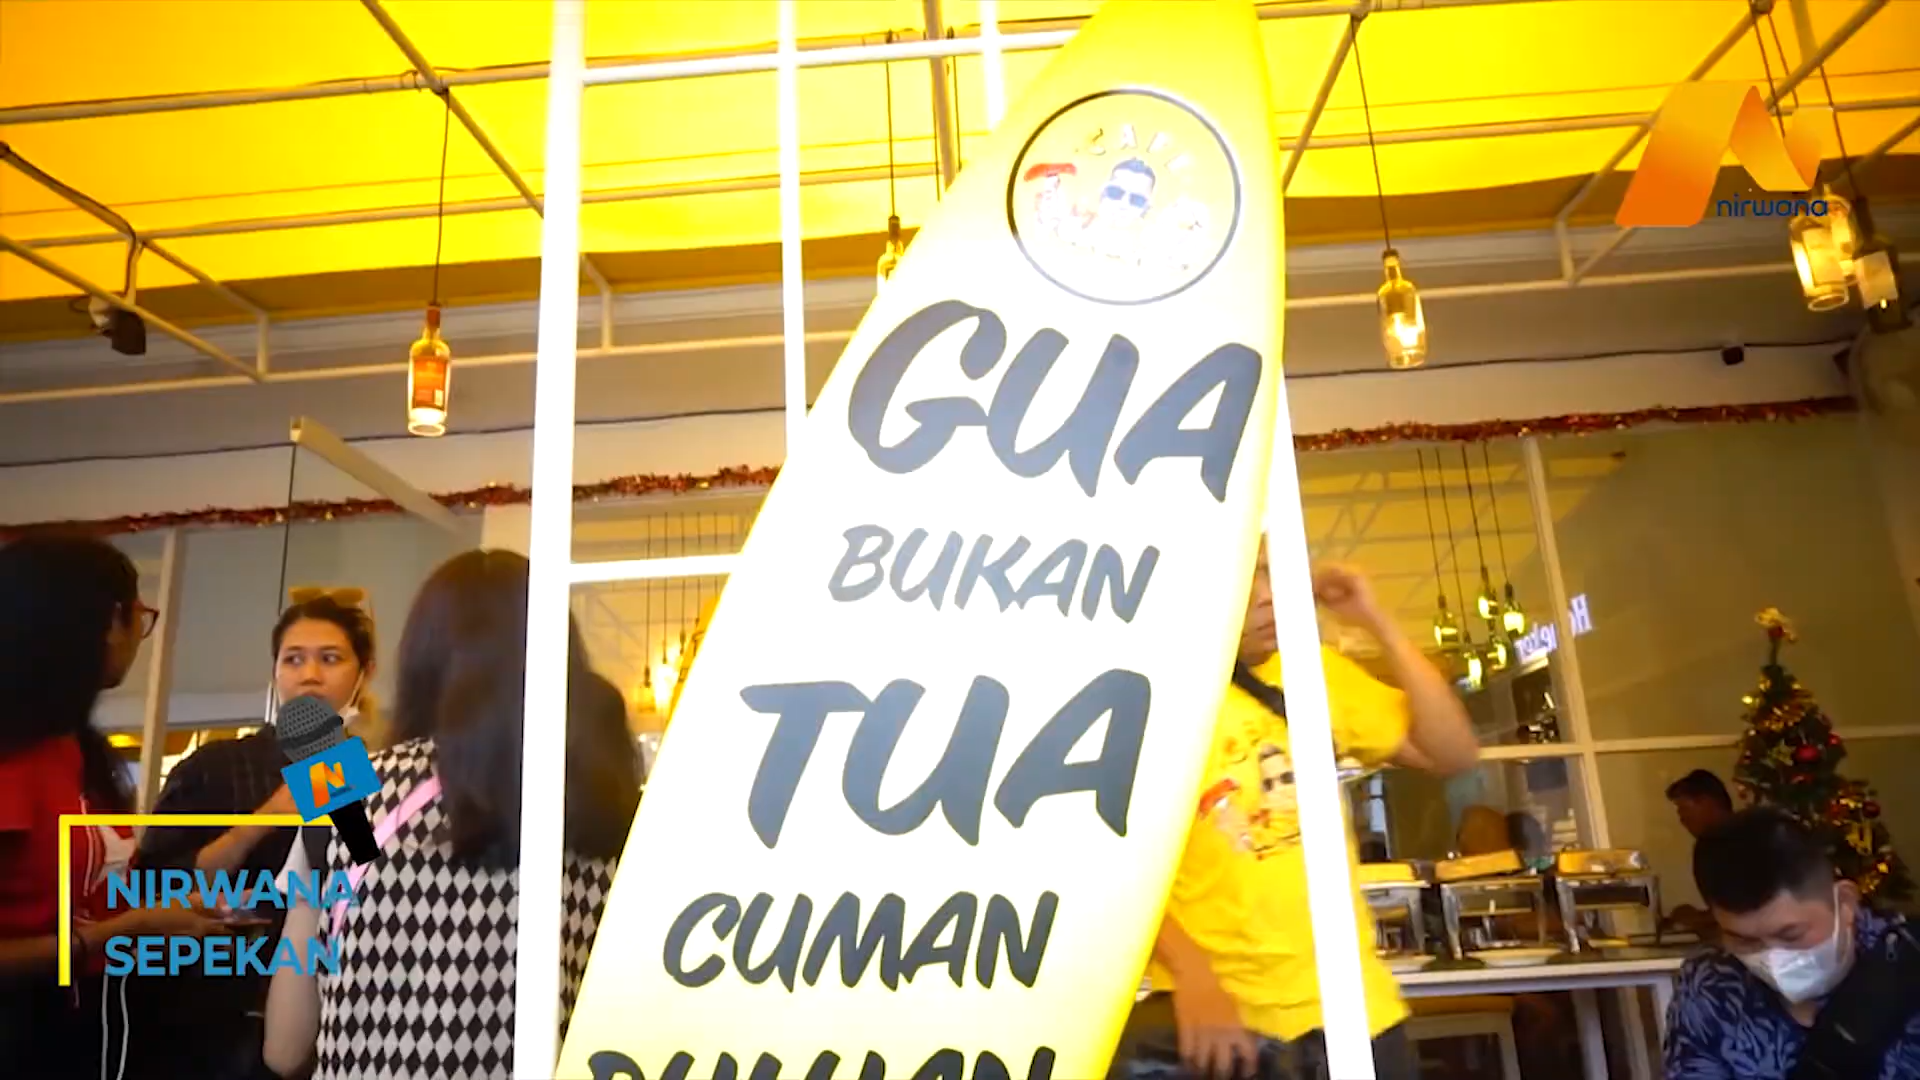 CAFE
GUA
BUKAN
TUA
CUMAN
nirwana
NIRWANA
SEPEKAN